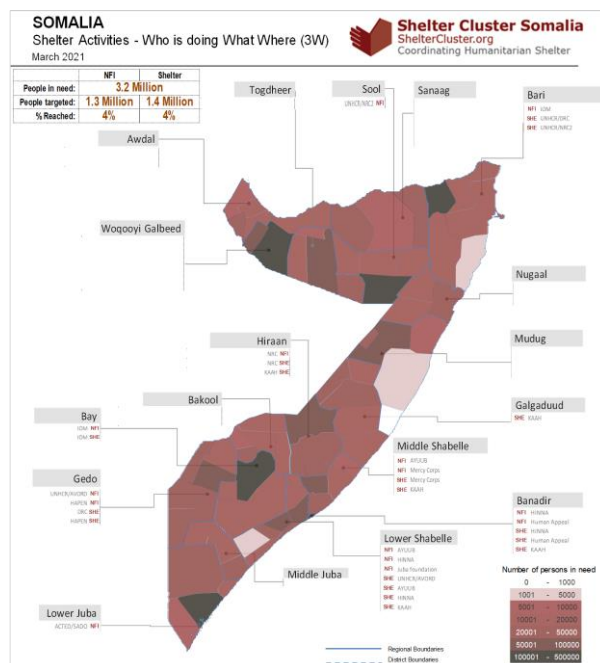 SOMALIA
Shelter Activities - Who is doing What Where (3W)
March 2021
Shelter Cluster Somalia
ShelterCluster.org
Coordinating Humanitarian Shelter
NFI Shelter
People in need: 3.2 Million
People targeted: 1.3 Million 1.4 Million
% Reached: 4% 4%
Togdheer
Sool
UNHCR/NRC2 NFI
Sanaag
Bari
NFI IOM
SHE UNHCR/DRC
SHE UNHCR/NRC2
Awdal
Woqooyi Galbeed
Nugaal
Hiraan
NRC NFI
NRC SHE
KAAH SHE
Mudug
Bakool
Galgaduud
SHE KAAH
Bay
IOM NFI
IOM SHE
Middle Shabelle
NFI AYUUB
NFI Mercy Corps
SHE Mercy Corps
SHE KAAH
Gedo
UNHCR/AVORD NFI
HAPEN NFI
DRC SHE
HAPEN SHE
Banadir
NFI HINNA
NFI Human Appeal
SHE HINNA
SHE Human Appeal
SHE KAAH
Lower Shabelle
NFI AYUUB
NFI HINNA
NFI Juba Foundation
SHE UNHCR/AVORD
SHE AYUUB
SHE HINNA
SHE KAAH
Middle Juba
Lower Juba
ACTED/SADO NFI
Number of persons in need
0 - 1000
1001 - 5000
5001 - 10000
10001 - 20000
20001 - 50000
50001 - 100000
100001 - 500000
Regional Boundaries
District Boundaries